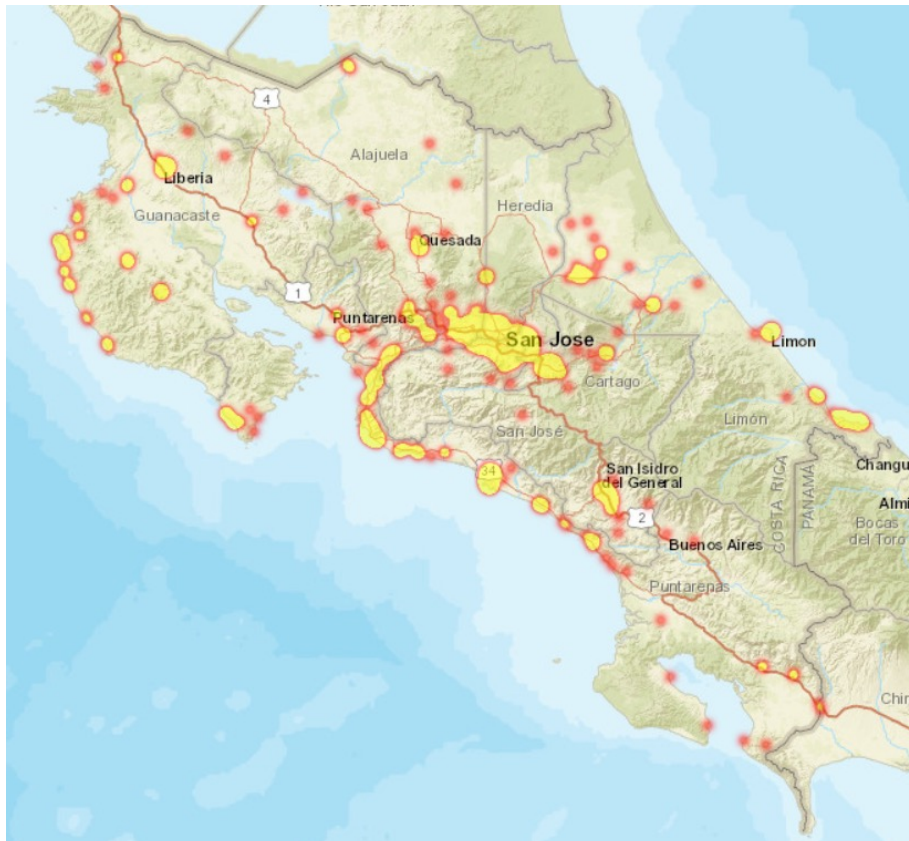 4
Alajuela
Liberia
Heredia
Guanacaste
Quesada
1
Puntarenas
San Jose
Limon
Cartago
Limón
San José
34
San Isidro
del General
Changu
COSTA RICA
PANAMÁ
Almi
2
Bocas
del Toro
Buenos Aires
Puntarenas
Chir